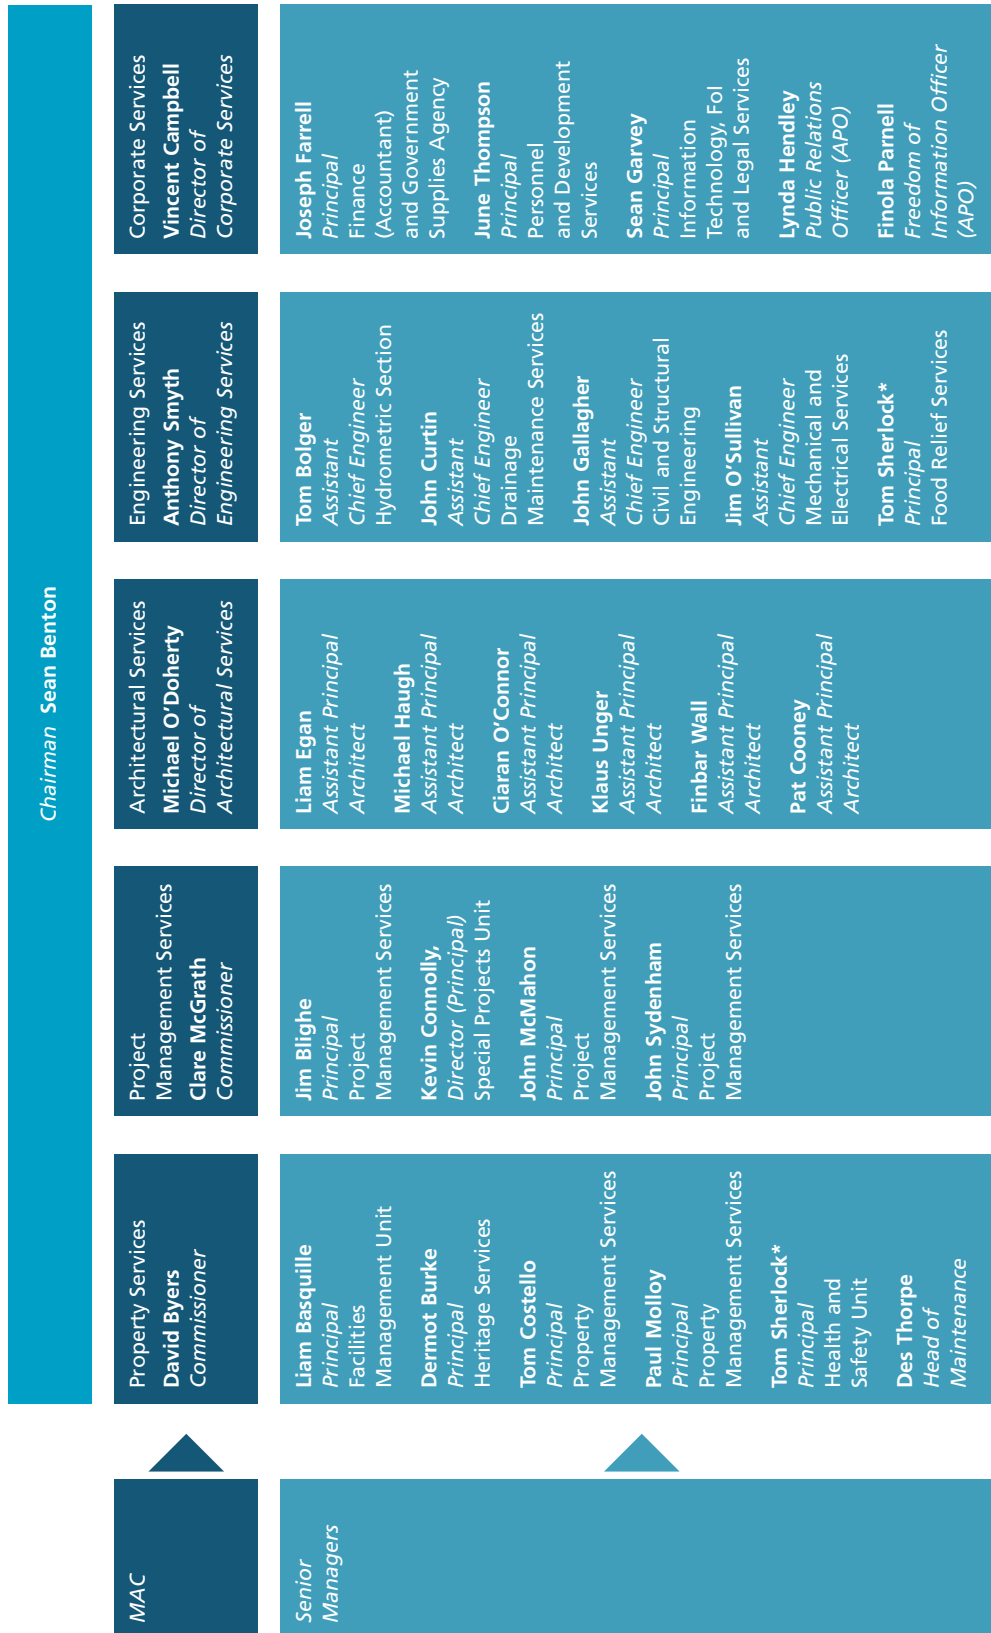 Chairman Sean Benton
MAC
Property Services
David Byers
Commissioner
Project
Management Services
Clare McGrath
Commissioner
Architectural Services
Michael O'Doherty
Director of
Architectural Services
Engineering Services
Anthony Smyth
Director of
Engineering Services
Corporate Services
Vincent Campbell
Director of
Corporate Services
Senior
Managers
Liam Basquille
Principal
Facilities
Management Unit
Dermot Burke
Principal
Heritage Services
Tom Costello
Principal
Property
Management Services
Paul Molloy
Principal
Property
Management Services
Tom Sherlock*
Principal
Health and
Safety Unit
Des Thorpe
Head of
Maintenance
Jim Blighe
Principal
Project
Management Services
Kevin Connolly,
Director (Principal)
Special Projects Unit
John McMahon
Principal
Project
Management Services
John Sydenham
Principal
Project
Management Services
Liam Egan
Assistant Principal
Architect
Michael Haugh
Assistant Principal
Architect
Ciaran O'Connor
Assistant Principal
Architect
Klaus Unger
Assistant Principal
Architect
Finbar Wall
Assistant Principal
Architect
Pat Cooney
Assistant Principal
Architect
Tom Bolger
Assistant
Chief Engineer
Hydrometric Section
John Curtin
Assistant
Chief Engineer
Drainage
Maintenance Services
John Gallagher
Assistant
Chief Engineer
Civil and Structural
Engineering
Jim O'Sullivan
Assistant
Chief Engineer
Mechanical and
Electrical Services
Tom Sherlock*
Principal
Food Relief Services
Joseph Farrell
Principal
Finance
(Accountant)
and Government
Supplies Agency
June Thompson
Principal
Personnel
and Development
Services
Sean Garvey
Principal
Information
Technology, FoI
and Legal Services
Lynda Hendley
Public Relations
Officer (APO)
Finola Parnell
Freedom of
Information Officer
(APO)